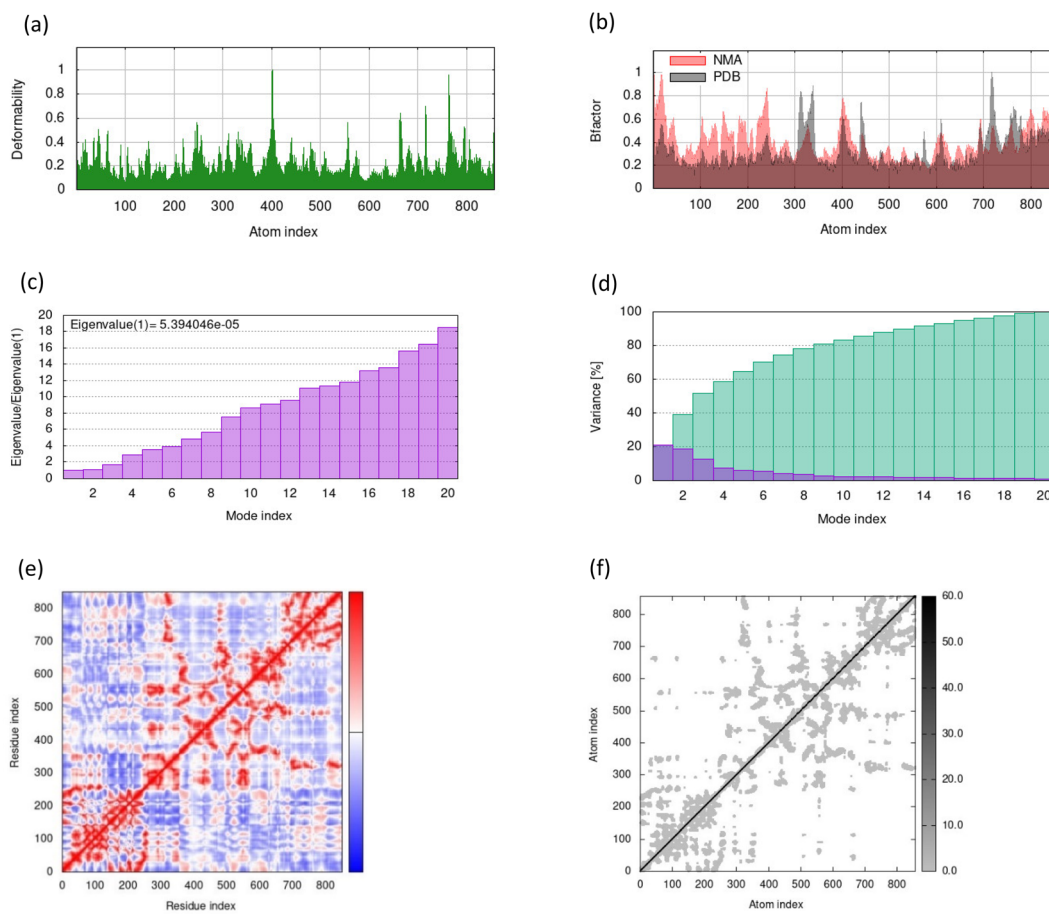 (a)
Deformability
1
0.8
0.6
0.4
0.2
0
100 200 300 400 500 600 700 800
Atom index
(b)
Bfactor
1
0.8
0.6
0.4
0.2
0
NMA
PDB
100 200 300 400 500 600 700 800
Atom index
(c)
Eigenvalue/Eigenvalue(1)
20
18
16
14
12
10
8
6
4
2
0
Eigenvalue(1)= 5.394046e-05
2 4 6 8 10 12 14 16 18 20
Mode index
(d)
Variance [%]
100
80
60
40
20
0
2 4 6 8 10 12 14 16 18 20
Mode index
(e)
Residue index
800
700
600
500
400
300
200
100
0
0 100 200 300 400 500 600 700 800
Residue index
(f)
Atom index
800
700
600
500
400
300
200
100
0
0 100 200 300 400 500 600 700 800
Atom index
60.0
50.0
40.0
30.0
20.0
10.0
0.0